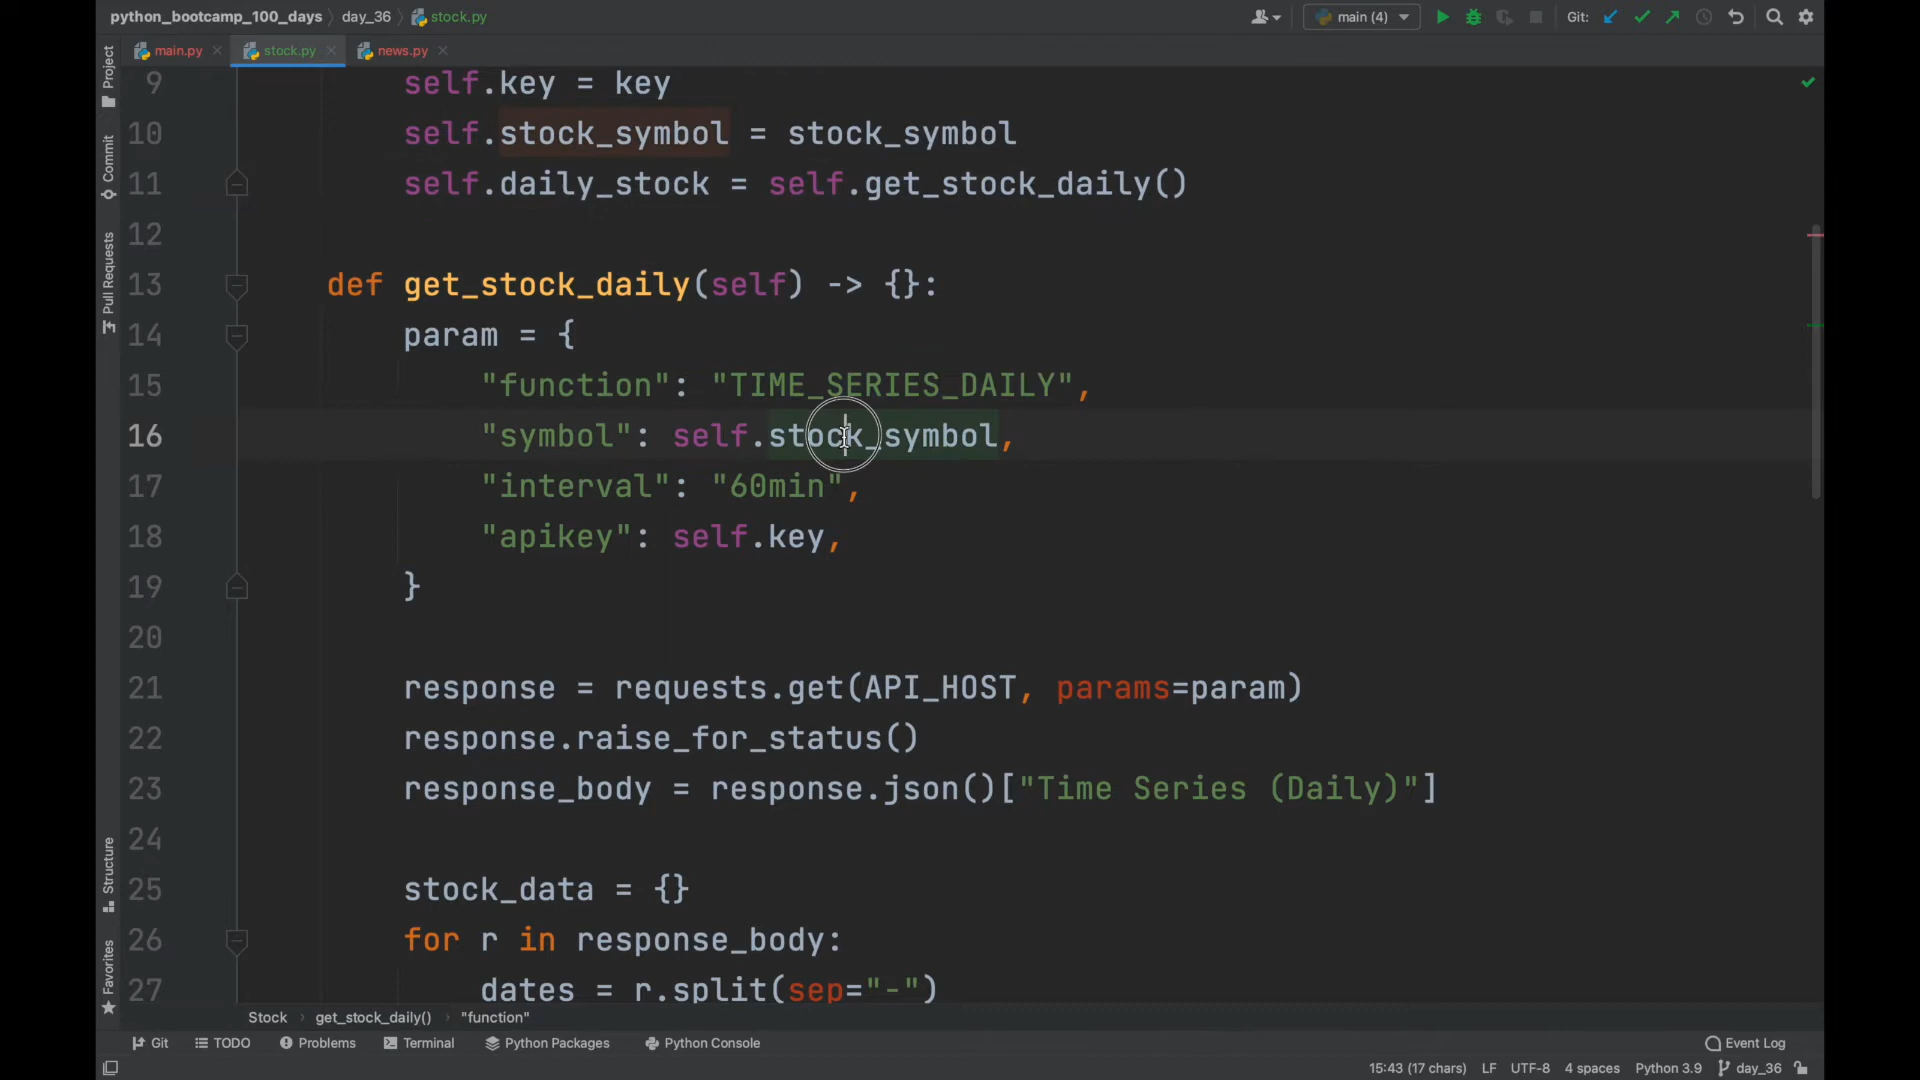 python_bootcamp_100_days day_36 stock.py main (4) Git:
main.py stock.py news.py
Project
Commit
Pull Requests
Structure
Favorites
9 self.key = key
10 self.stock_symbol = stock_symbol
11 self.daily_stock = self.get_stock_daily()
12
13 def get_stock_daily(self) -> {}:
14 param = {
15 "function": "TIME_SERIES_DAILY",
16 "symbol": self.stock_symbol,
17 "interval": "60min",
18 "apikey": self.key,
19 }
20
21 response = requests.get(API_HOST, params=param)
22 response.raise_for_status()
23 response_body = response.json()["Time Series (Daily)"]
24
25 stock_data = {}
26 for r in response_body:
27 dates = r.split(sep="-")
Stock get_stock_daily() "function"
Git TODO Problems Terminal Python Packages Python Console Event Log
15:43 (17 chars) LF UTF-8 4 spaces Python 3.9 day_36